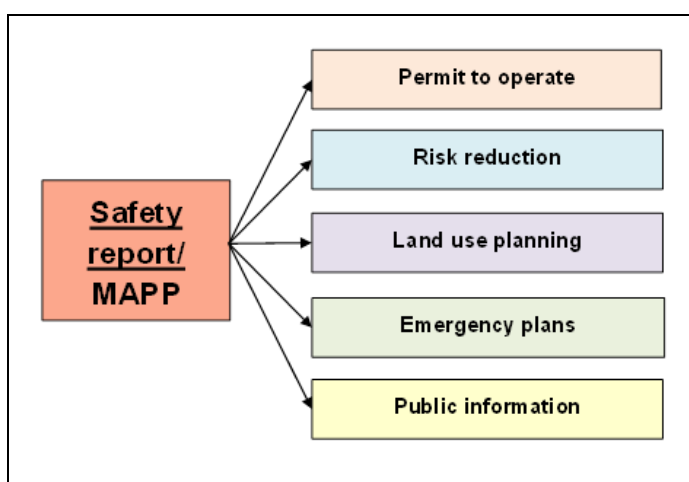 Safety
report/
MAPP
Permit to operate
Risk reduction
Land use planning
Emergency plans
Public information